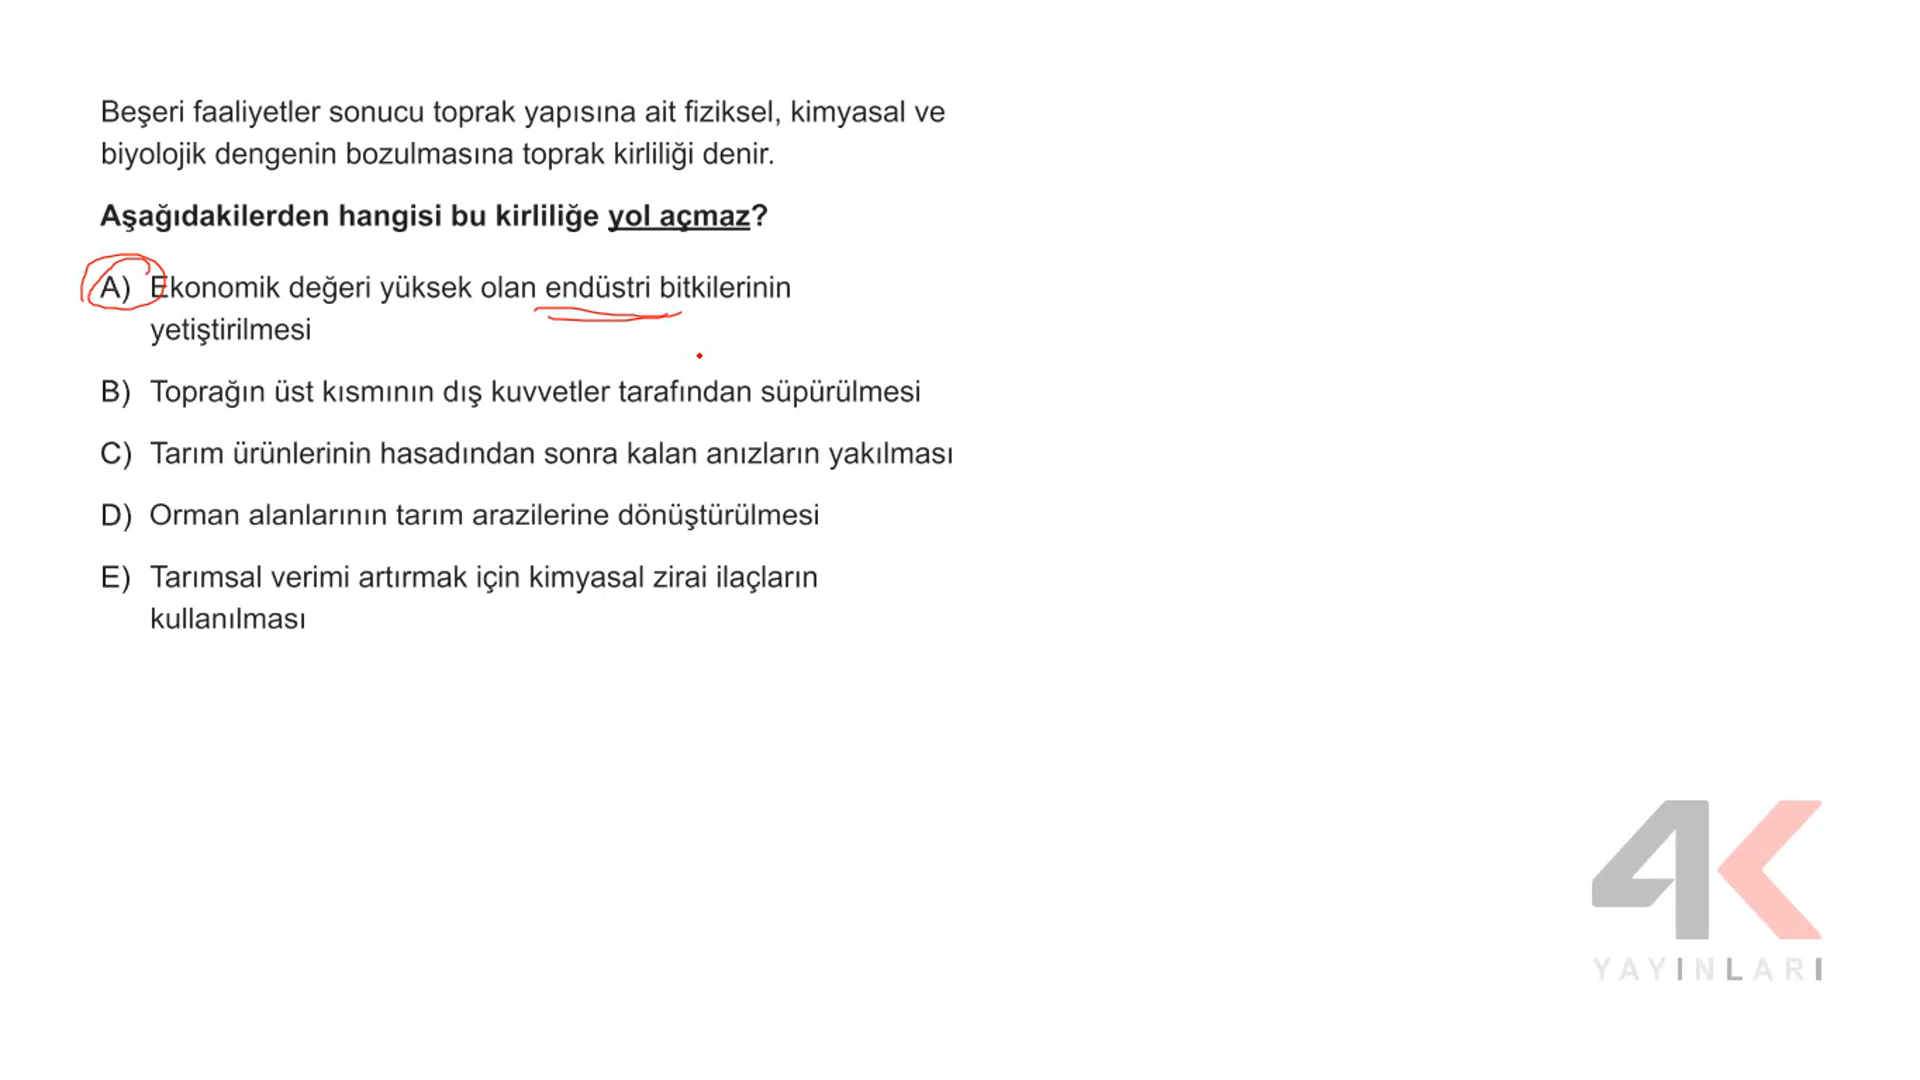 Beşeri faaliyetler sonucu toprak yapısına ait fiziksel, kimyasal ve
biyolojik dengenin bozulmasına toprak kirliliği denir.
Aşağıdakilerden hangisi bu kirliliğe yol açmaz?
A) Ekonomik değeri yüksek olan endüstri bitkilerinin
yetiştirilmesi
B) Toprağın üst kısmının dış kuvvetler tarafından süpürülmesi
C) Tarım ürünlerinin hasadından sonra kalan anızların yakılması
D) Orman alanlarının tarım arazilerine dönüştürülmesi
E) Tarımsal verimi artırmak için kimyasal zirai ilaçların
kullanılması
4K
YAYINLARI